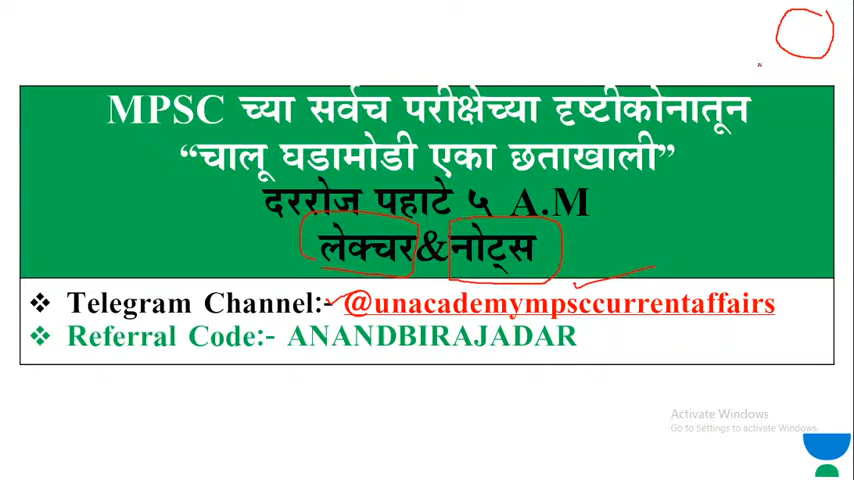 MPSC च्या सर्वच परीक्षेच्या दृष्टीकोनातून
“चालू घडामोडी एका छताखाली”
दररोज पहाटे ५ A.M
लेक्चर&नोट्स
❖ Telegram Channel:- @unacademympsccurrentaffairs
❖ Referral Code:- ANANDBIRAJADAR
Activate Windows
Go to Settings to activate Windows.